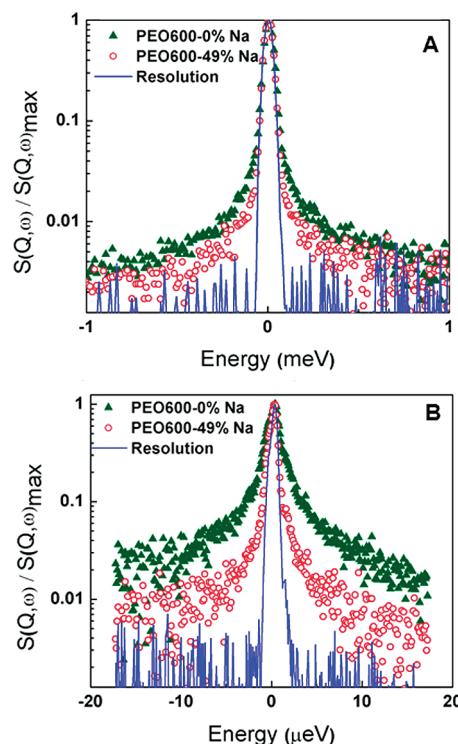 A
PEO600-0% Na
PEO600-49% Na
Resolution
S(Q,ω) / S(Q,ω)max
1
0.1
0.01
-1 0 1
Energy (meV)
B
PEO600-0% Na
PEO600-49% Na
Resolution
S(Q,ω) / S(Q,ω)max
1
0.1
0.01
-20 -10 0 10 20
Energy (μeV)